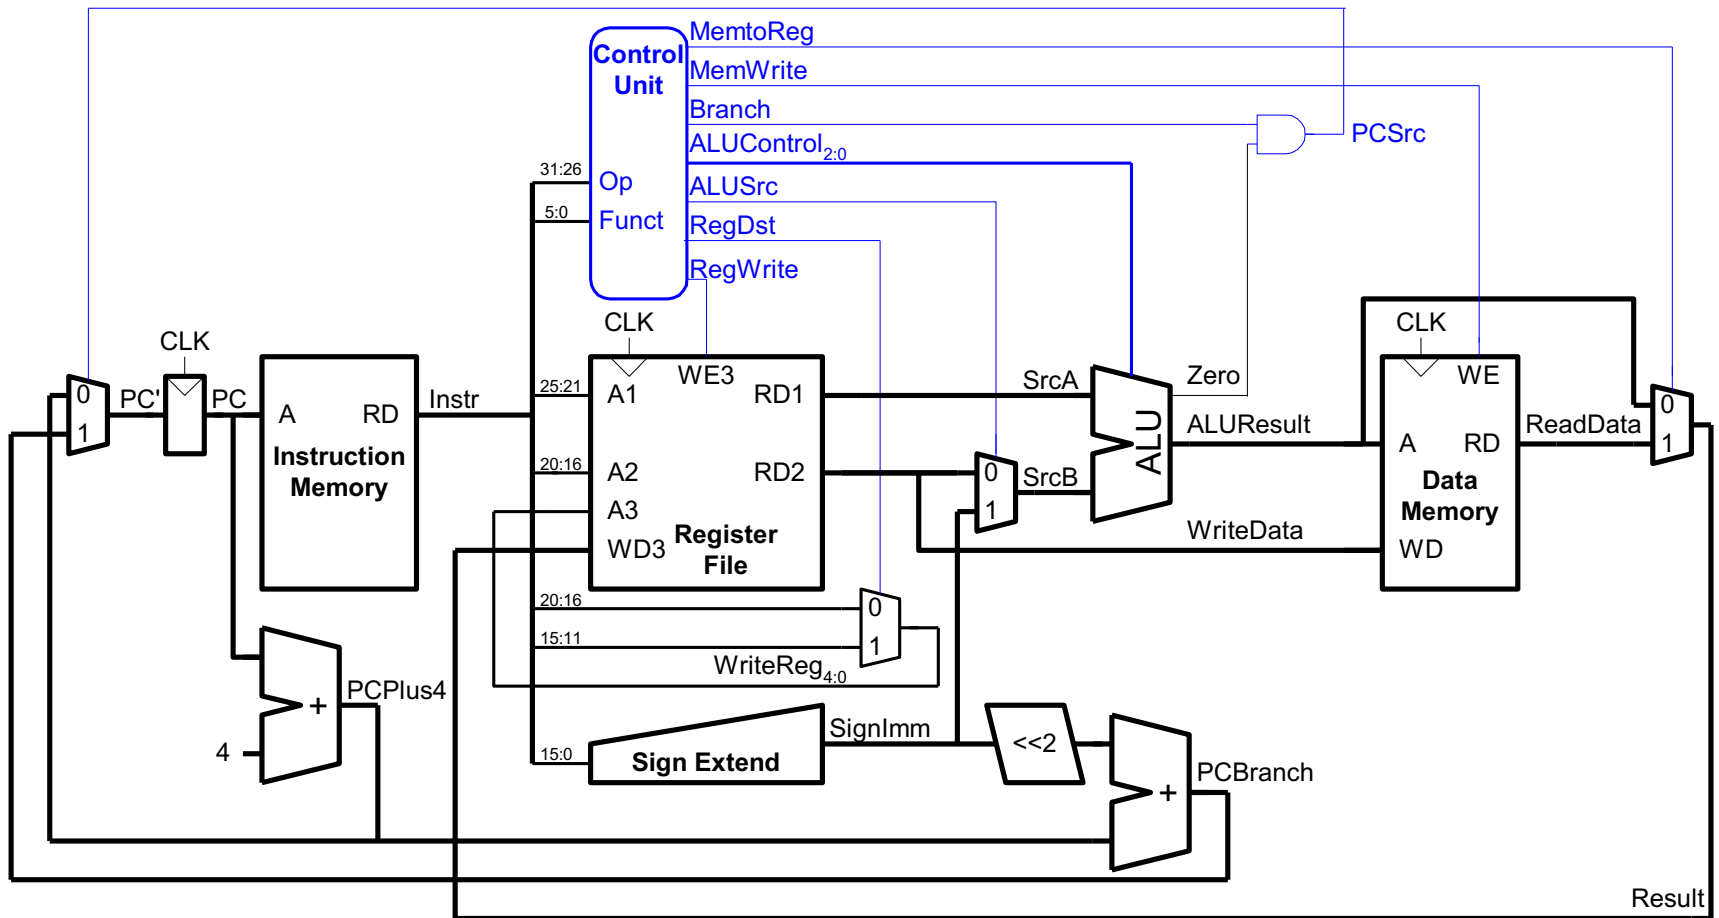 MemtoReg
Control
Unit
MemWrite
Branch
ALUControl2:0
PCSrc
31:26
Op
ALUSrc
5:0
Funct
RegDst
RegWrite
CLK
CLK
CLK
0
1
PC'
PC
A
RD
Instruction
Memory
Instr
25:21
A1
WE3
RD1
20:16
A2
RD2
A3
WD3
Register
File
SrcA
0
1
SrcB
ALU
Zero
ALUResult
WriteData
WE
A
RD
Data
Memory
WD
ReadData
0
1
20:16
0
15:11
1
WriteReg4:0
PCPlus4
+
4
15:0
Sign Extend
SignImm
<<2
+
PCBranch
Result